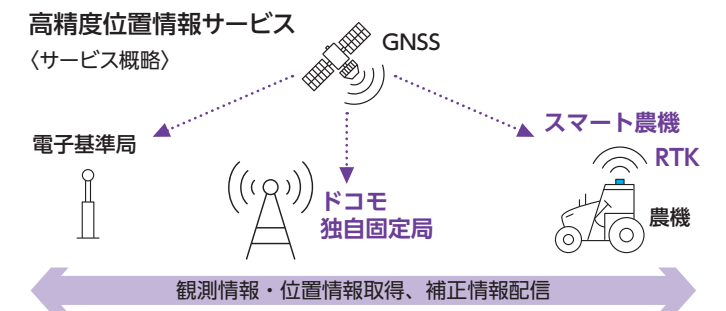 高精度位置情報サービス
〈サービス概略〉
GNSS
電子基準局
ドコモ
独自固定局
スマート農機
RTK
農機
観測情報・位置情報取得、補正情報配信